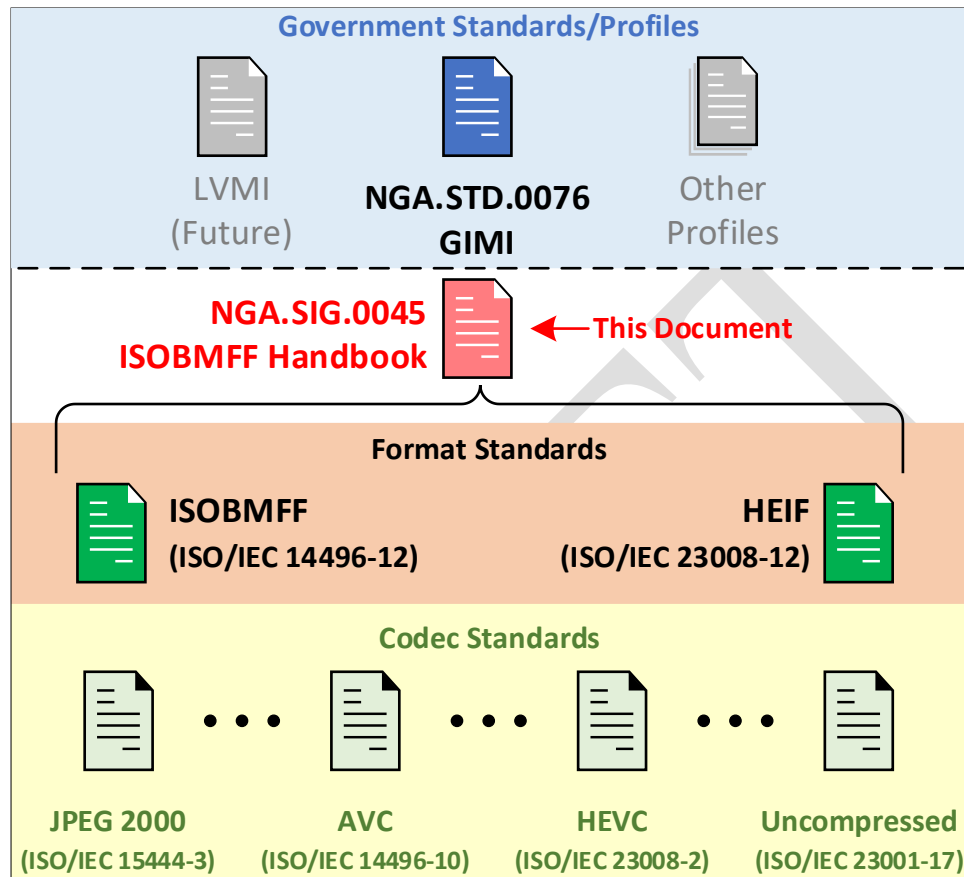 Government Standards/Profiles
LVMI
(Future)
NGA.STD.0076
GIMI
Other
Profiles
NGA.SIG.0045
ISOBMFF Handbook
This Document
Format Standards
ISOBMFF
(ISO/IEC 14496-12)
HEIF
(ISO/IEC 23008-12)
Codec Standards
JPEG 2000
(ISO/IEC 15444-3)
AVC
(ISO/IEC 14496-10)
HEVC
(ISO/IEC 23008-2)
Uncompressed
(ISO/IEC 23001-17)